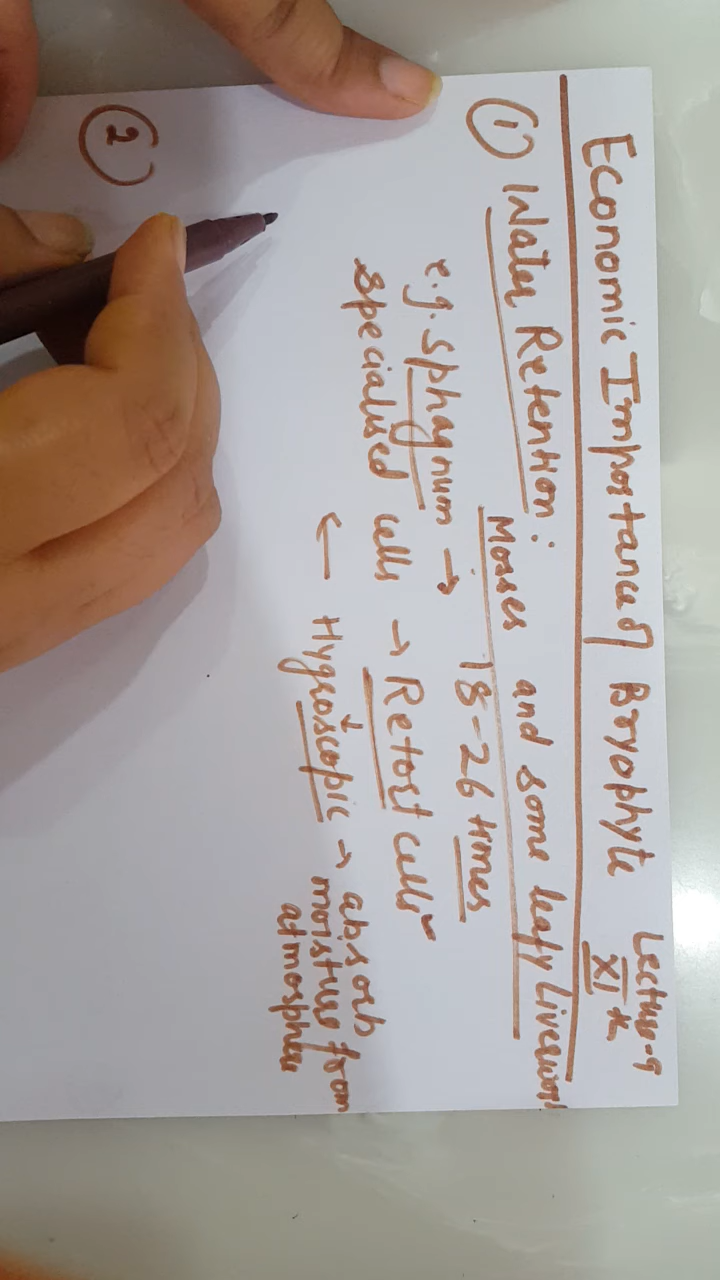 Economic Importance of Bryophyte
Lecture-9
XI th
① Water Retention:
Mosses and some leafy Liverwor
e.g. Sphagnum → 18-26 times
Specialised cells → Retort cells
← Hygroscopic → absorb
moisture from
atmosphere
②